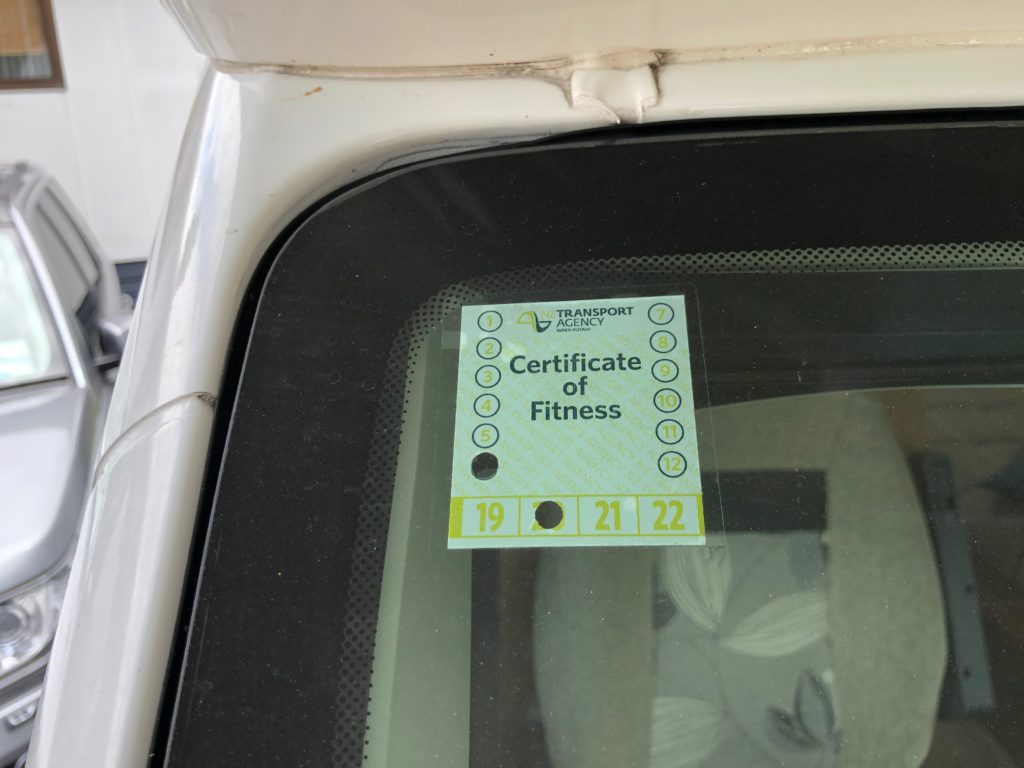 NZ TRANSPORT
AGENCY
WAKA KOTAHI
1
2
3
4
5
Certificate
of
Fitness
7
8
9
10
11
12
19 21 22